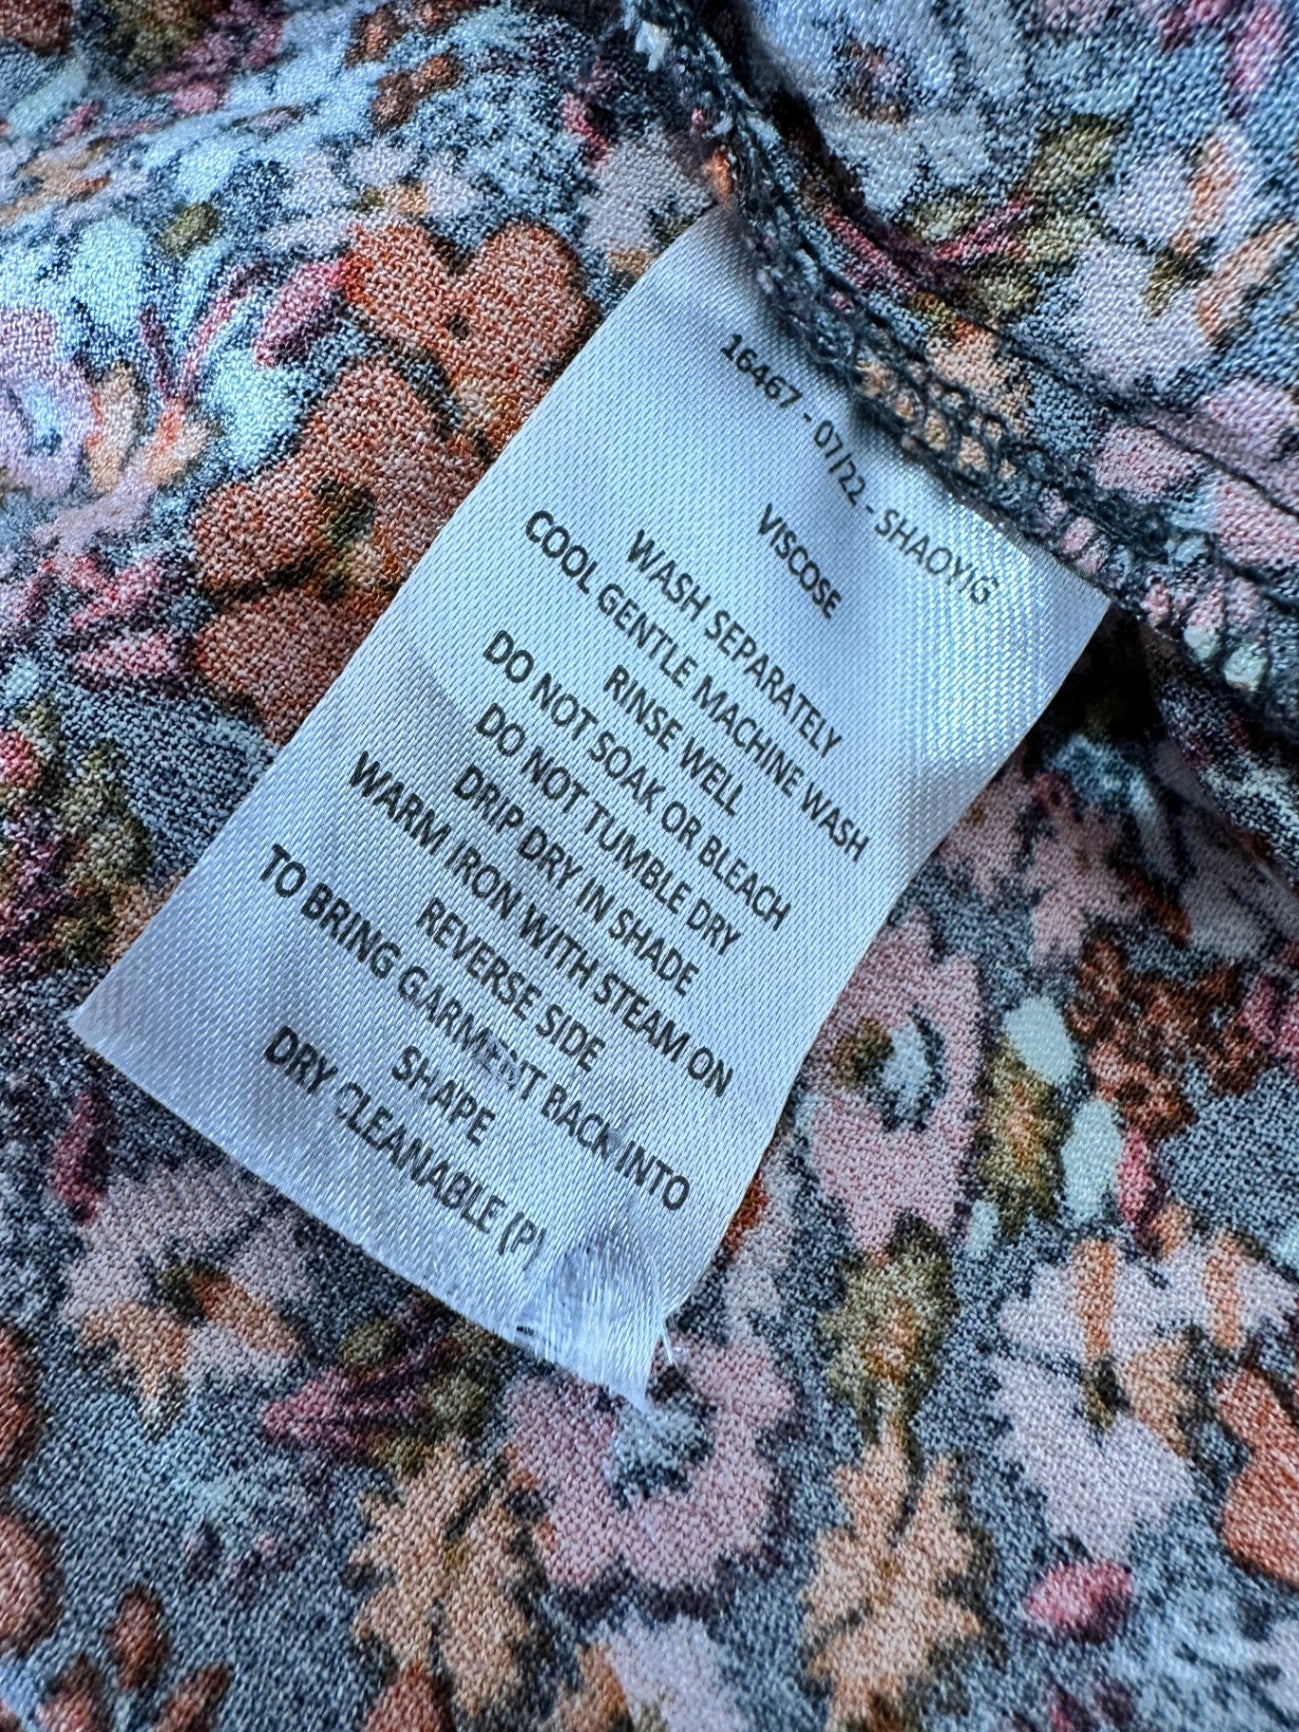 16467 - 07/22 - SHAOYIG
VISCOSE
WASH SEPARATELY
COOL GENTLE MACHINE WASH
RINSE WELL
DO NOT SOAK OR BLEACH
DO NOT TUMBLE DRY
DRIP DRY IN SHADE
WARM IRON WITH STEAM ON
REVERSE SIDE
TO BRING GARMENT BACK INTO
SHAPE
DRY CLEANABLE (P)